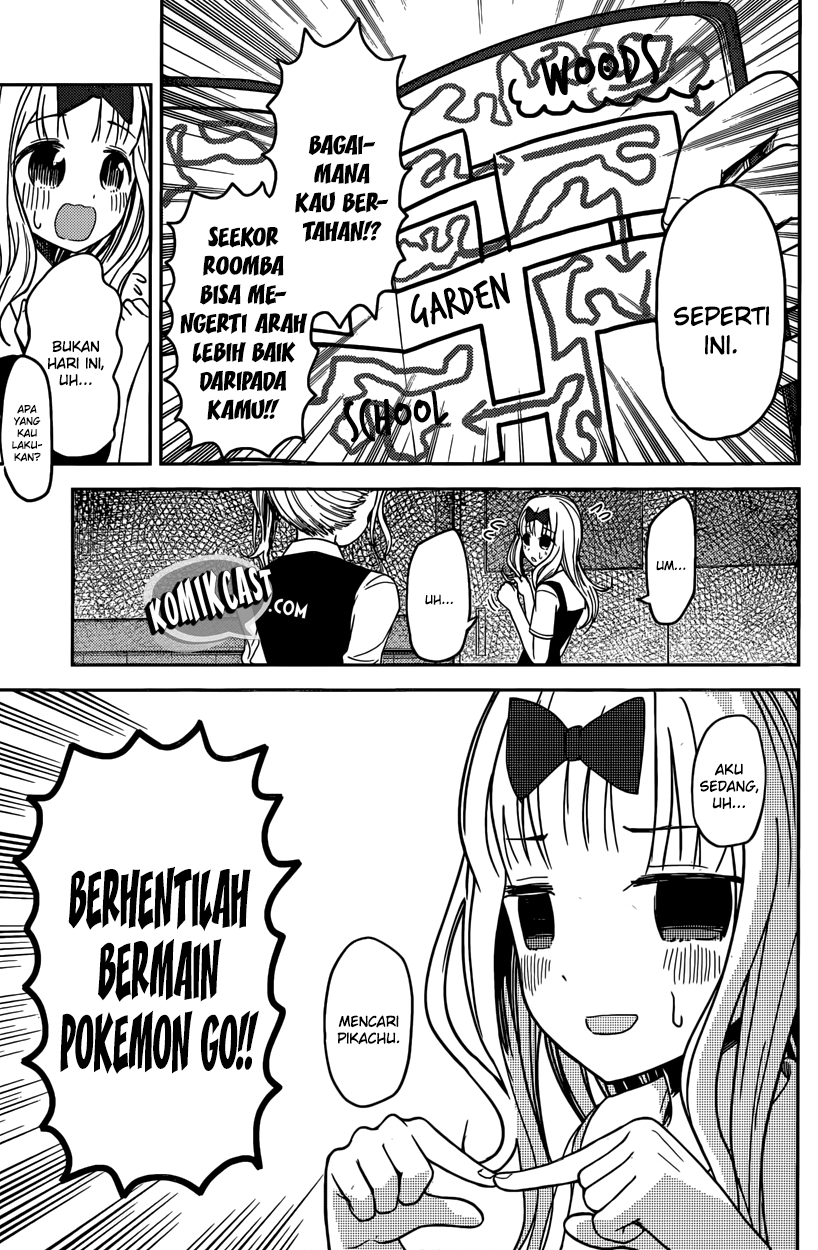 SEPERTI
INI.
WOODS
GARDEN
SCHOOL
BAGAI-
MANA
KAU BER-
TAHAN!?
SEEKOR
ROOMBA
BISA ME-
NGERTI ARAH
LEBIH BAIK
DARIPADA
KAMU!!
BUKAN
HARI INI,
UH...
APA
YANG
KAU
LAKU-
KAN?
UM...
UH...
KOMIKCAST
.COM
AKU
SEDANG,
UH...
MENCARI
PIKACHU.
BERHENTILAH
BERMAIN
POKEMON GO!!